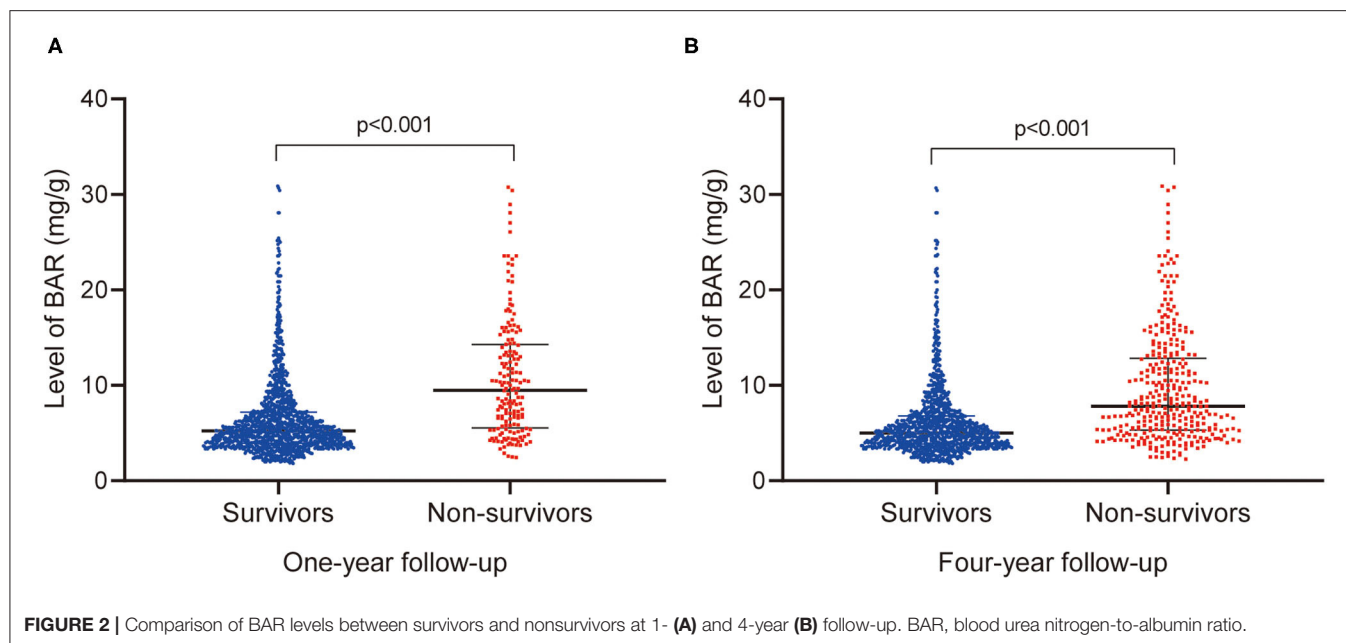 A
B
40
30
20
10
0
Level of BAR (mg/g)
p<0.001
Survivors
Non-survivors
One-year follow-up
40
30
20
10
0
Level of BAR (mg/g)
p<0.001
Survivors
Non-survivors
Four-year follow-up
FIGURE 2 | Comparison of BAR levels between survivors and nonsurvivors at 1- (A) and 4-year (B) follow-up. BAR, blood urea nitrogen-to-albumin ratio.